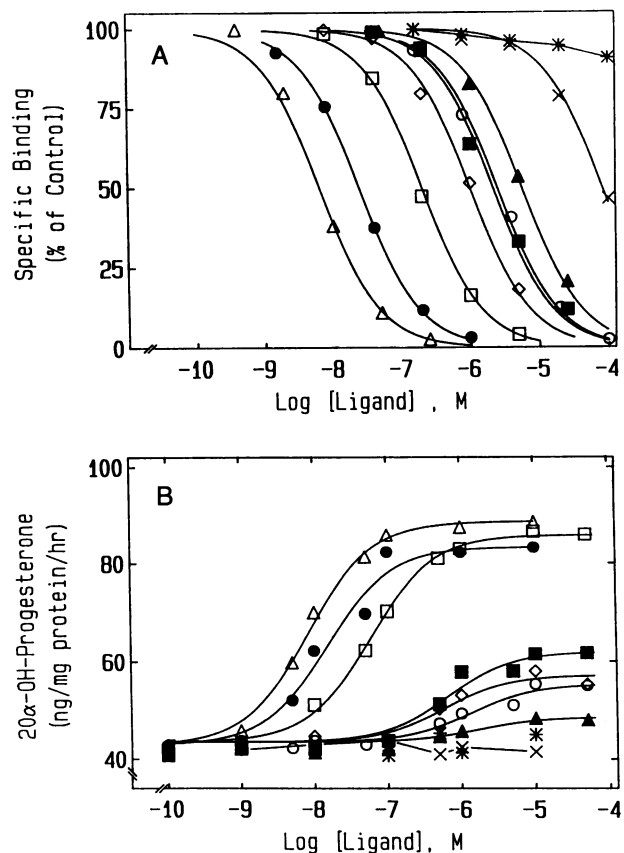 A
Specific Binding
(% of Control)
100
75
50
25
0
-10 -9 -8 -7 -6 -5 -4
Log [Ligand] , M
B
20α-OH-Progesterone
(ng/mg protein/hr)
100
80
60
40
-10 -9 -8 -7 -6 -5 -4
Log [Ligand], M